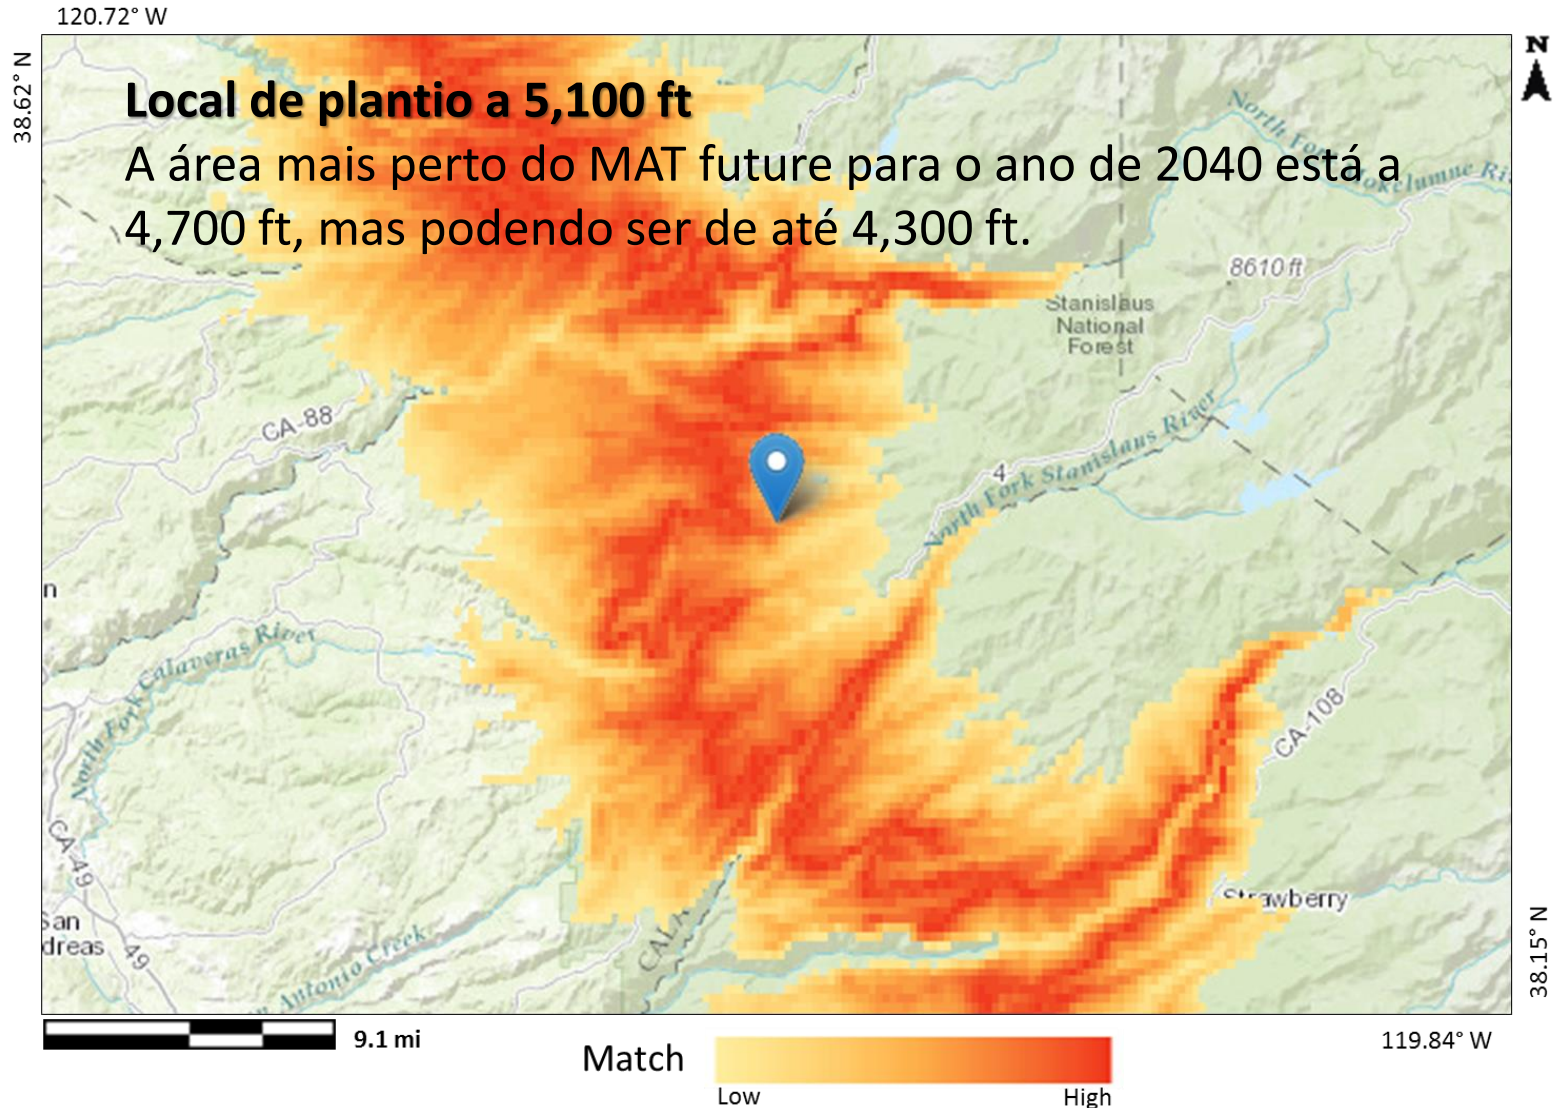 120.72° W
38.62° N
N
Local de plantio a 5,100 ft
A área mais perto do MAT future para o ano de 2040 está a
4,700 ft, mas podendo ser de até 4,300 ft.
North Fork Mokelumne Ri
8610 ft
Stanislaus
National
Forest
CA-88
4
North Fork Stanislaus River
n
North Fork Calaveras River
CA-108
CA-49
Strawberry
San
dreas
49
CALA
n Antonio Creek
38.15° N
9.1 mi
119.84° W
Match
Low
High